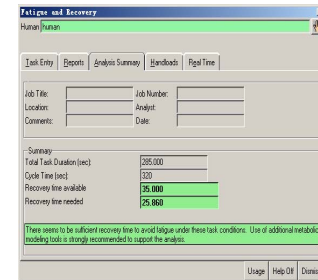 Fatigue and Recovery
Human human
Task Entry Reports Analysis Summary Handloads Real Time
Job Title: Job Number:
Location: Analyst:
Comments: Date:
Summary
Total Task Duration (sec): 285.000
Cycle Time (sec): 320
Recovery time available 35.000
Recovery time needed 25.860
There seems to be sufficient recovery time to avoid fatigue under these task conditions. Use of additional metabolic
modeling tools is strongly recommended to support the analysis.
Usage Help Off Dismis